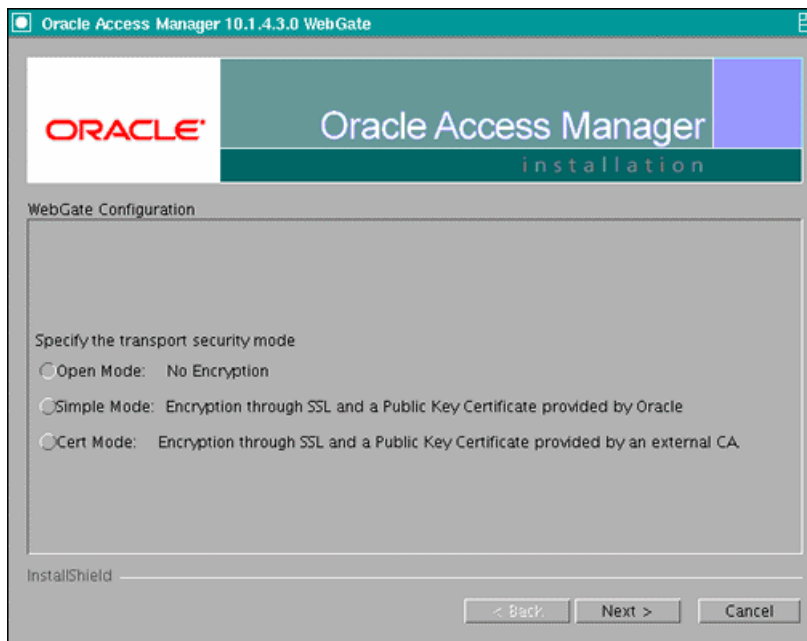 Oracle Access Manager 10.1.4.3.0 WebGate
ORACLE®
Oracle Access Manager
installation
WebGate Configuration
Specify the transport security mode
Open Mode: No Encryption
Simple Mode: Encryption through SSL and a Public Key Certificate provided by Oracle
Cert Mode: Encryption through SSL and a Public Key Certificate provided by an external CA.
InstallShield
< Back Next > Cancel